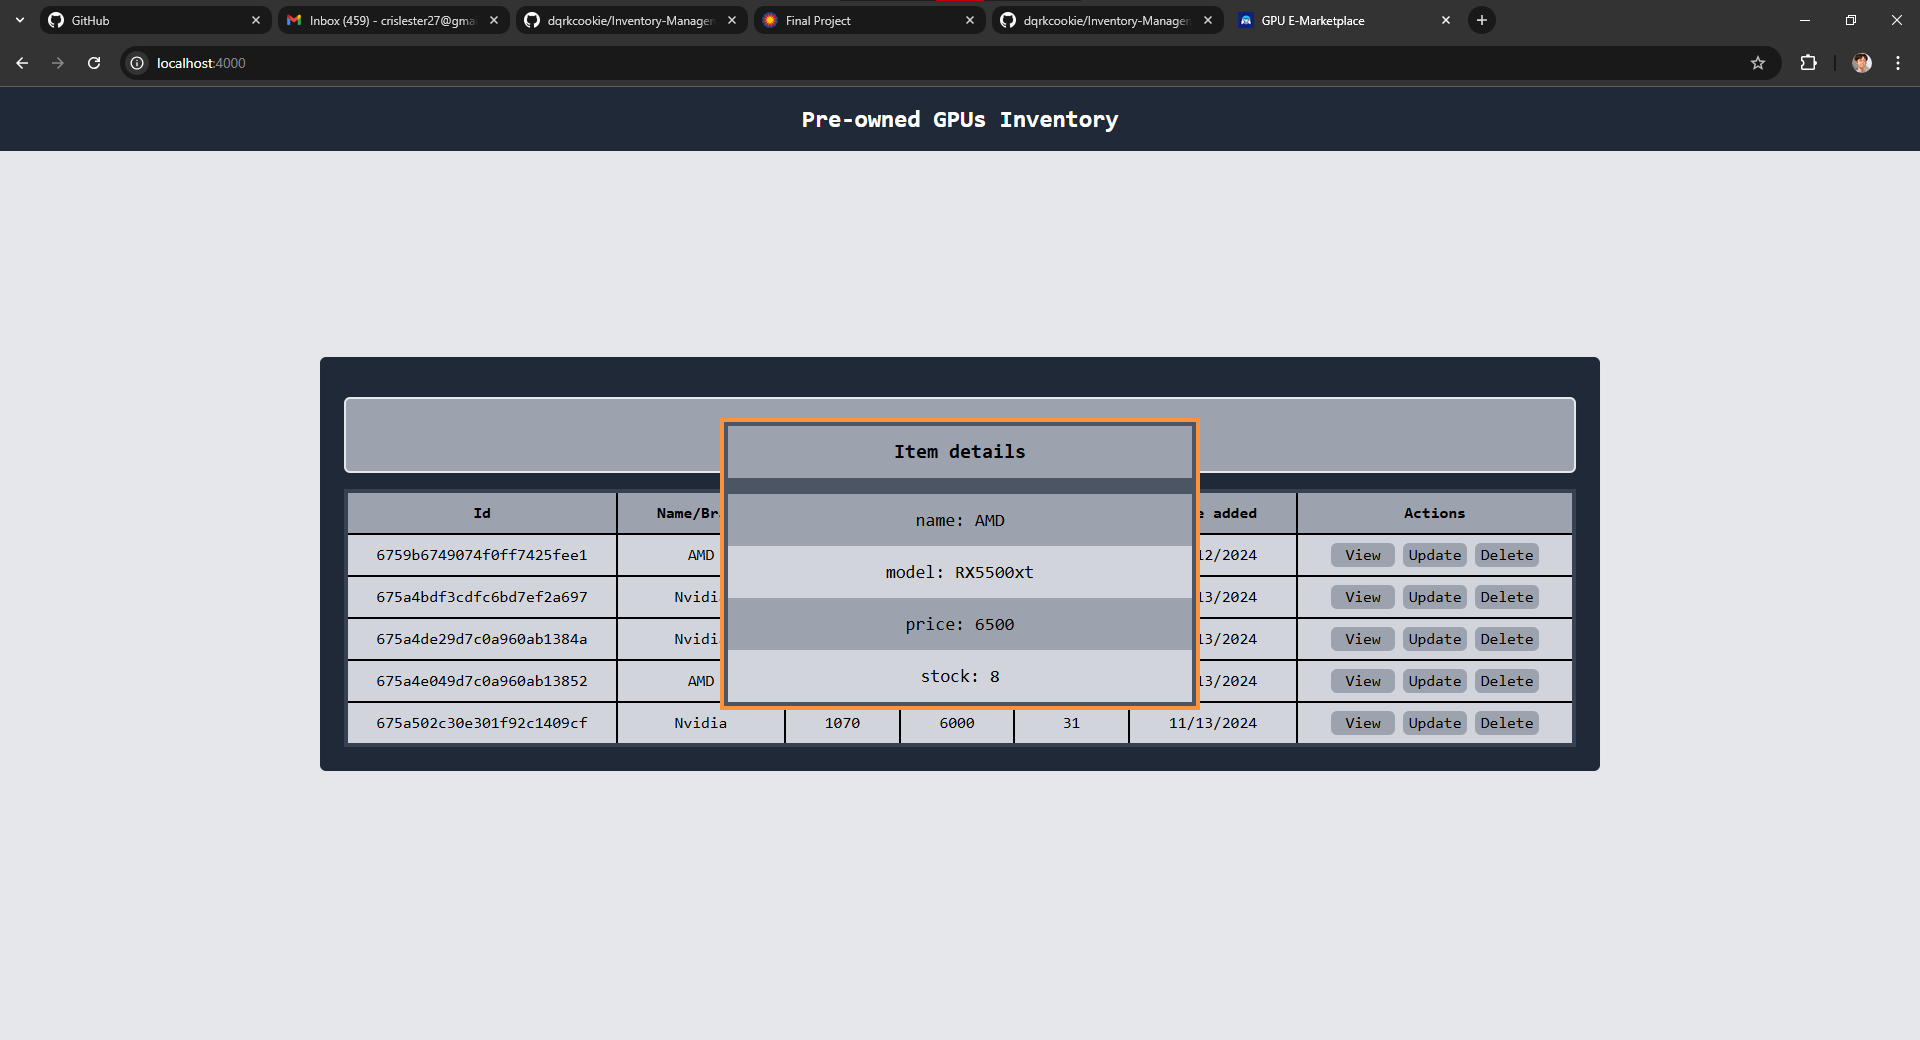 GitHub
Inbox (459) - crislester27@gma
dqrkcookie/Inventory-Managem
Final Project
dqrkcookie/Inventory-Managem
GPU E-Marketplace
localhost:4000
Pre-owned GPUs Inventory
Item details
name: AMD
model: RX5500xt
price: 6500
stock: 8
Id Name/Br e added Actions
6759b6749074f0ff7425fee1 AMD 12/2024 View Update Delete
675a4bdf3cdfc6bd7ef2a697 Nvidi 13/2024 View Update Delete
675a4de29d7c0a960ab1384a Nvidi 13/2024 View Update Delete
675a4e049d7c0a960ab13852 AMD 13/2024 View Update Delete
675a502c30e301f92c1409cf Nvidia 1070 6000 31 11/13/2024 View Update Delete